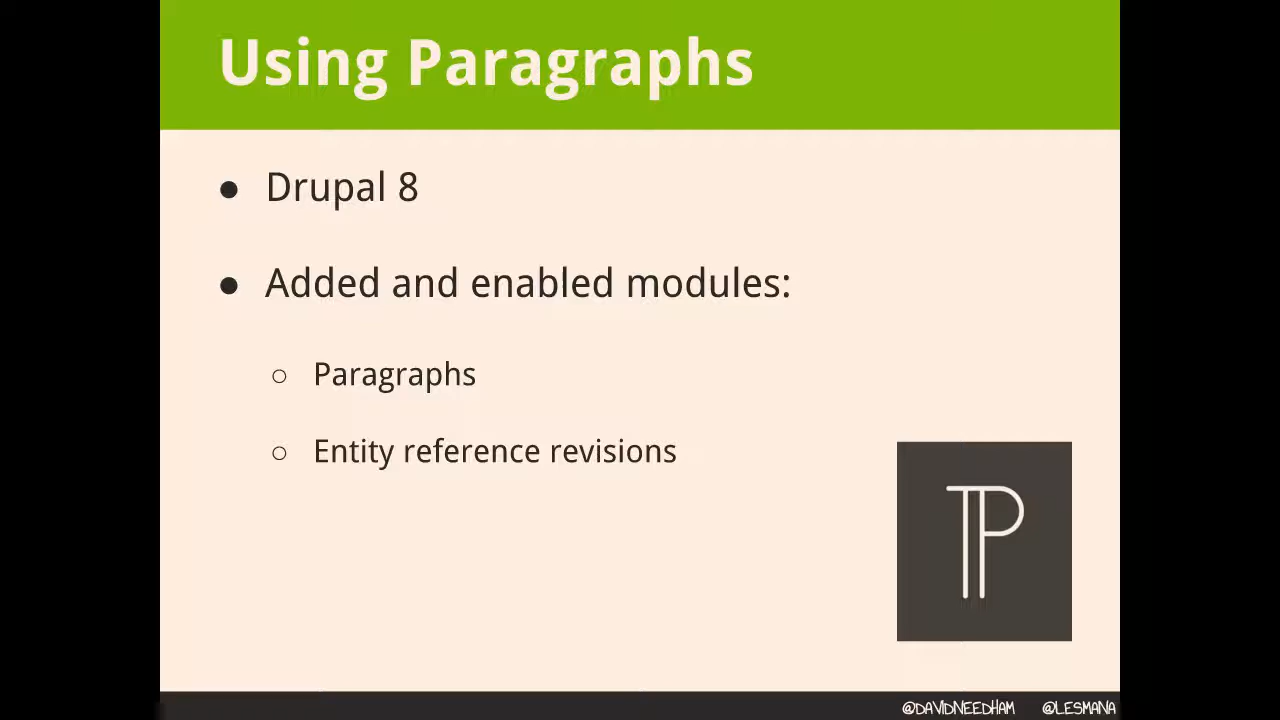 Using Paragraphs
● Drupal 8
● Added and enabled modules:
○ Paragraphs
○ Entity reference revisions
@DAVIDNEEDHAM @LESMANA